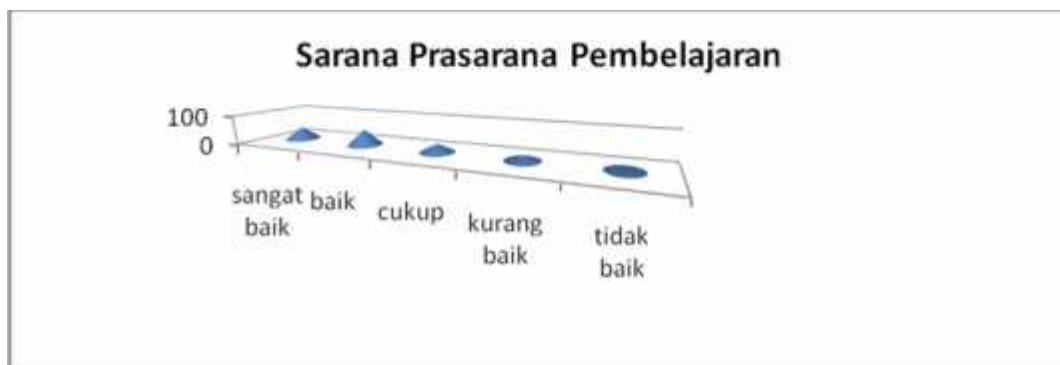 Sarana Prasarana Pembelajaran
100
0
sangat baik
baik
cukup
kurang baik
tidak baik